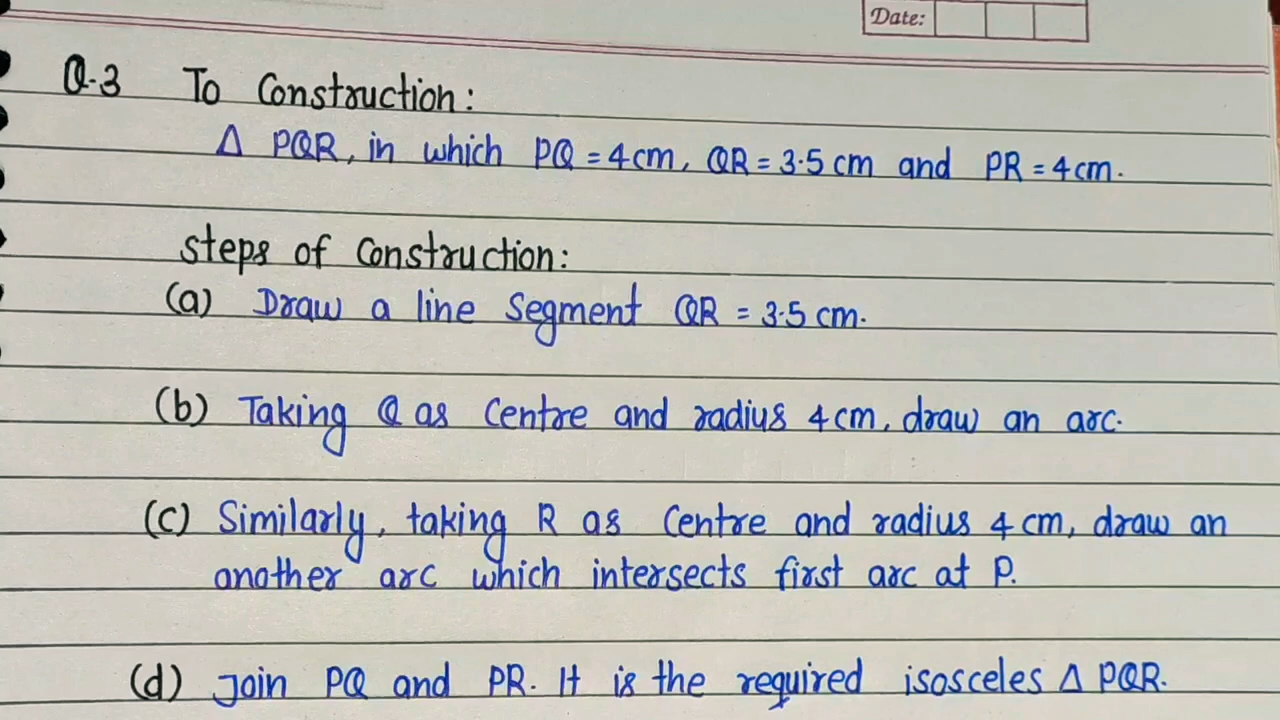 Date:
Q.3 To Construction:
Δ PQR, in which PQ = 4cm, QR = 3.5 cm and PR = 4 cm.
Steps of Construction:
(a) Draw a line Segment QR = 3.5 cm.
(b) Taking Q as Centre and radius 4 cm, draw an arc.
(c) Similarly, taking R as Centre and radius 4 cm, draw an
another arc which intersects first arc at P.
(d) Join PQ and PR. It is the required isosceles Δ PQR.